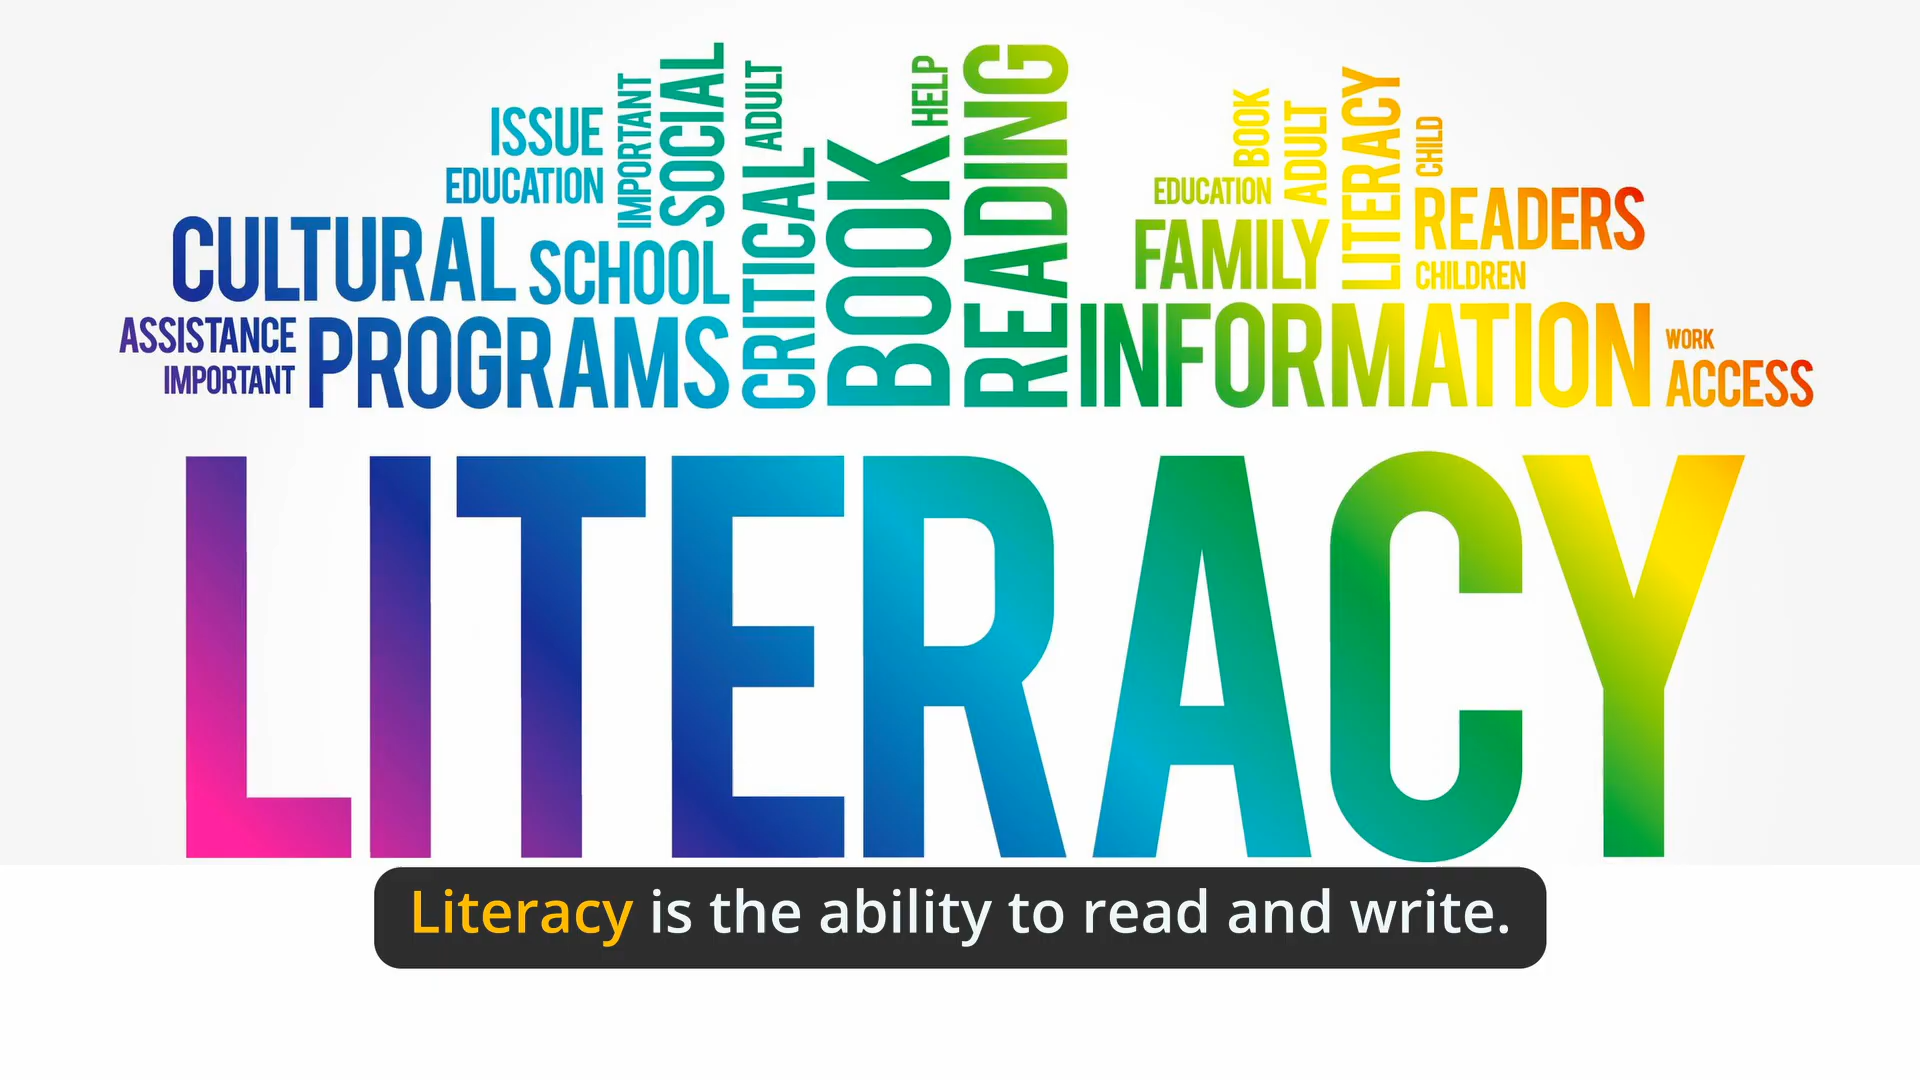 ISSUE
EDUCATION
IMPORTANT
SOCIAL
ADULT
HELP
CULTURAL
SCHOOL
CRITICAL
BOOK
READING
ASSISTANCE
IMPORTANT
PROGRAMS
EDUCATION
BOOK
ADULT
LITERACY
CHILD
FAMILY
READERS
CHILDREN
INFORMATION
WORK
ACCESS
LITERACY
Literacy is the ability to read and write.